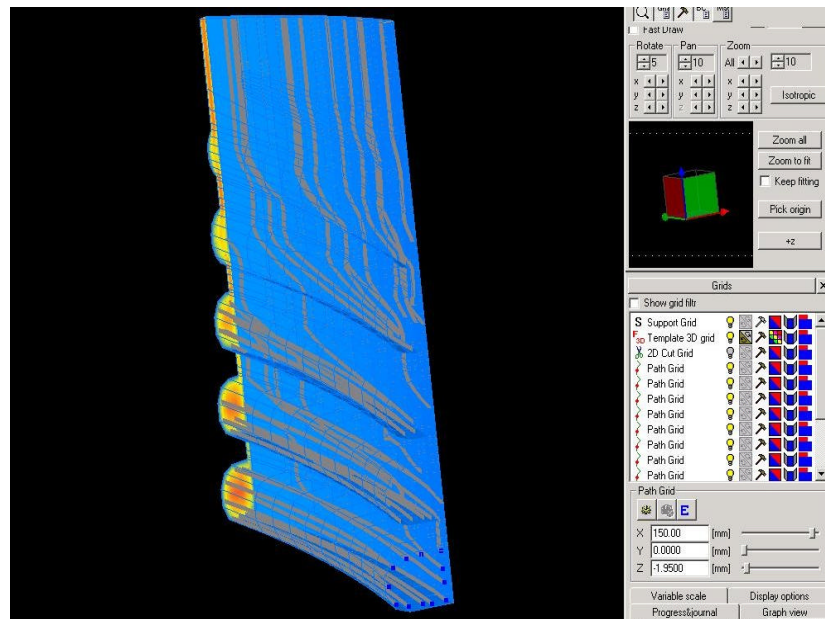 Fast Draw
Rotate Pan Zoom
5 10 All 10
x x x
y y y Isotropic
z z z
Zoom all
Zoom to fit
Keep fitting
Pick origin
+z
Grids
Show grid filtr
S Support Grid
F3D Template 3D grid
2D Cut Grid
Path Grid
Path Grid
Path Grid
Path Grid
Path Grid
Path Grid
Path Grid
Path Grid
Path Grid
E
X 150.00 [mm]
Y 0.0000 [mm]
Z -1.9500 [mm]
Variable scale Display options
Progress&journal Graph view